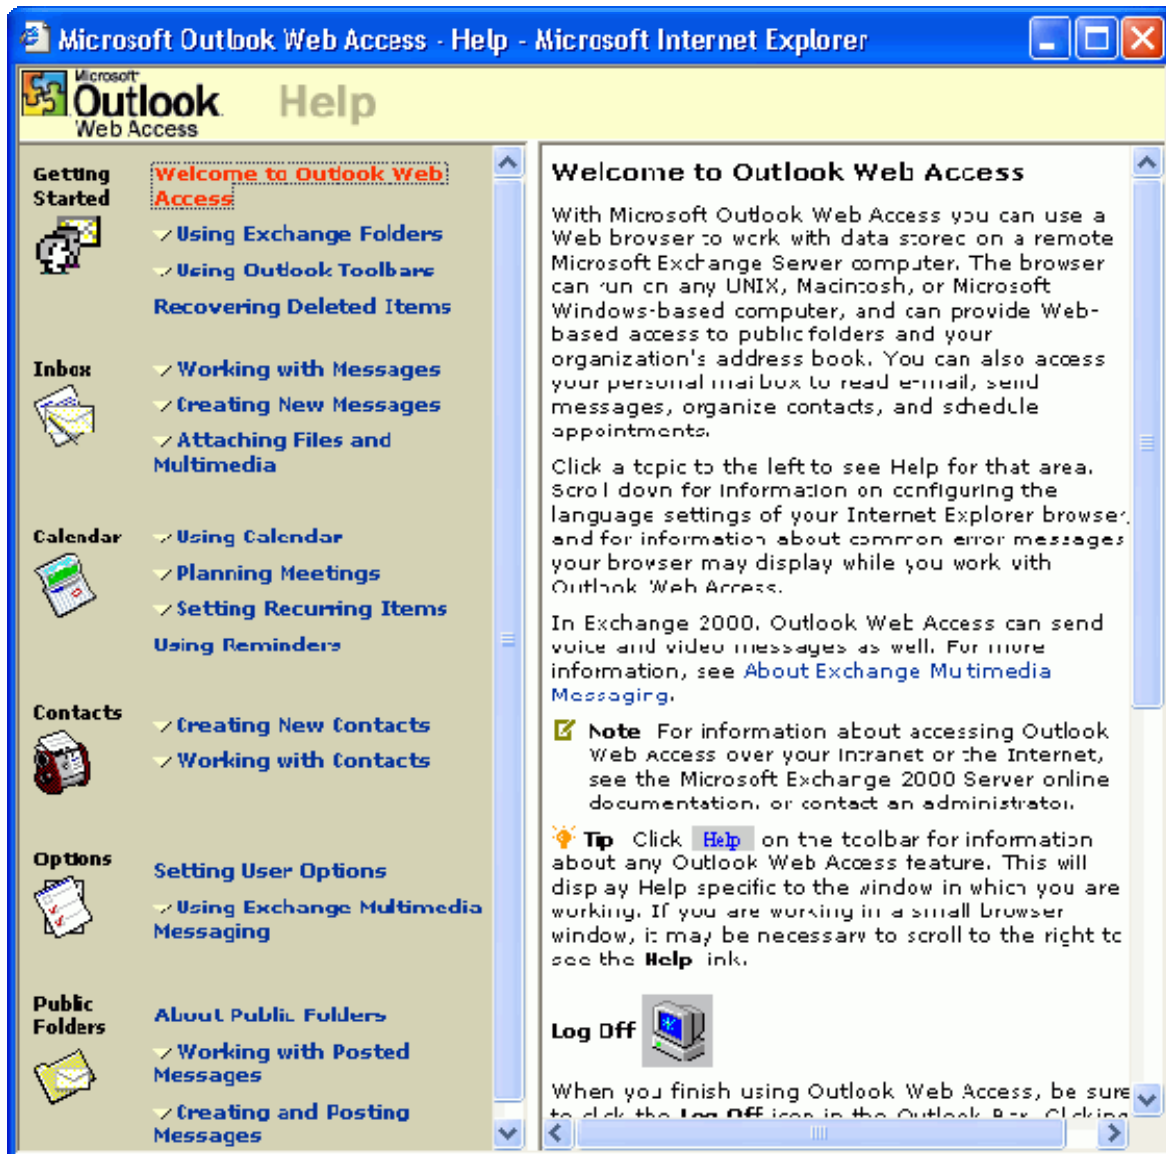 Microsoft Outlook Web Access - Help - Microsoft Internet Explorer
Microsoft
Outlook
Web Access
Help
Getting
Started
Welcome to Outlook Web
Access
Using Exchange Folders
Using Outlook Toolbars
Recovering Deleted Items
Inbox
Working with Messages
Creating New Messages
Attaching Files and
Multimedia
Calendar
Using Calendar
Planning Meetings
Setting Recurring Items
Using Reminders
Contacts
Creating New Contacts
Working with Contacts
Options
Setting User Options
Using Exchange Multimedia
Messaging
Public
Folders
About Public Folders
Working with Posted
Messages
Creating and Posting
Messages
Welcome to Outlook Web Access
With Microsoft Outlook Web Access you can use a
Web browser to work with data stored on a remote
Microsoft Exchange Server computer. The browser
can run on any UNIX, Macintosh, or Microsoft
Windows-based computer, and can provide Web-
based access to public folders and your
organization's address book. You can also access
your personal mailbox to read e-mail, send
messages, organize contacts, and schedule
appointments.
Click a topic to the left to see Help for that area.
Scroll down for information on configuring the
language settings of your Internet Explorer browser,
and for information about common error messages
your browser may display while you work with
Outlook Web Access.
In Exchange 2000, Outlook Web Access can send
voice and video messages as well. For more
information, see About Exchange Multimedia
Messaging.
Note For information about accessing Outlook
Web Access over your intranet or the Internet,
see the Microsoft Exchange 2000 Server online
documentation, or contact an administrator.
Tip Click Help on the toolbar for information
about any Outlook Web Access feature. This will
display Help specific to the window in which you are
working. If you are working in a small browser
window, it may be necessary to scroll to the right to
see the Help link.
Log Off
When you finish using Outlook Web Access, be sure
to click the Log Off icon in the Outlook Bar. Clicking